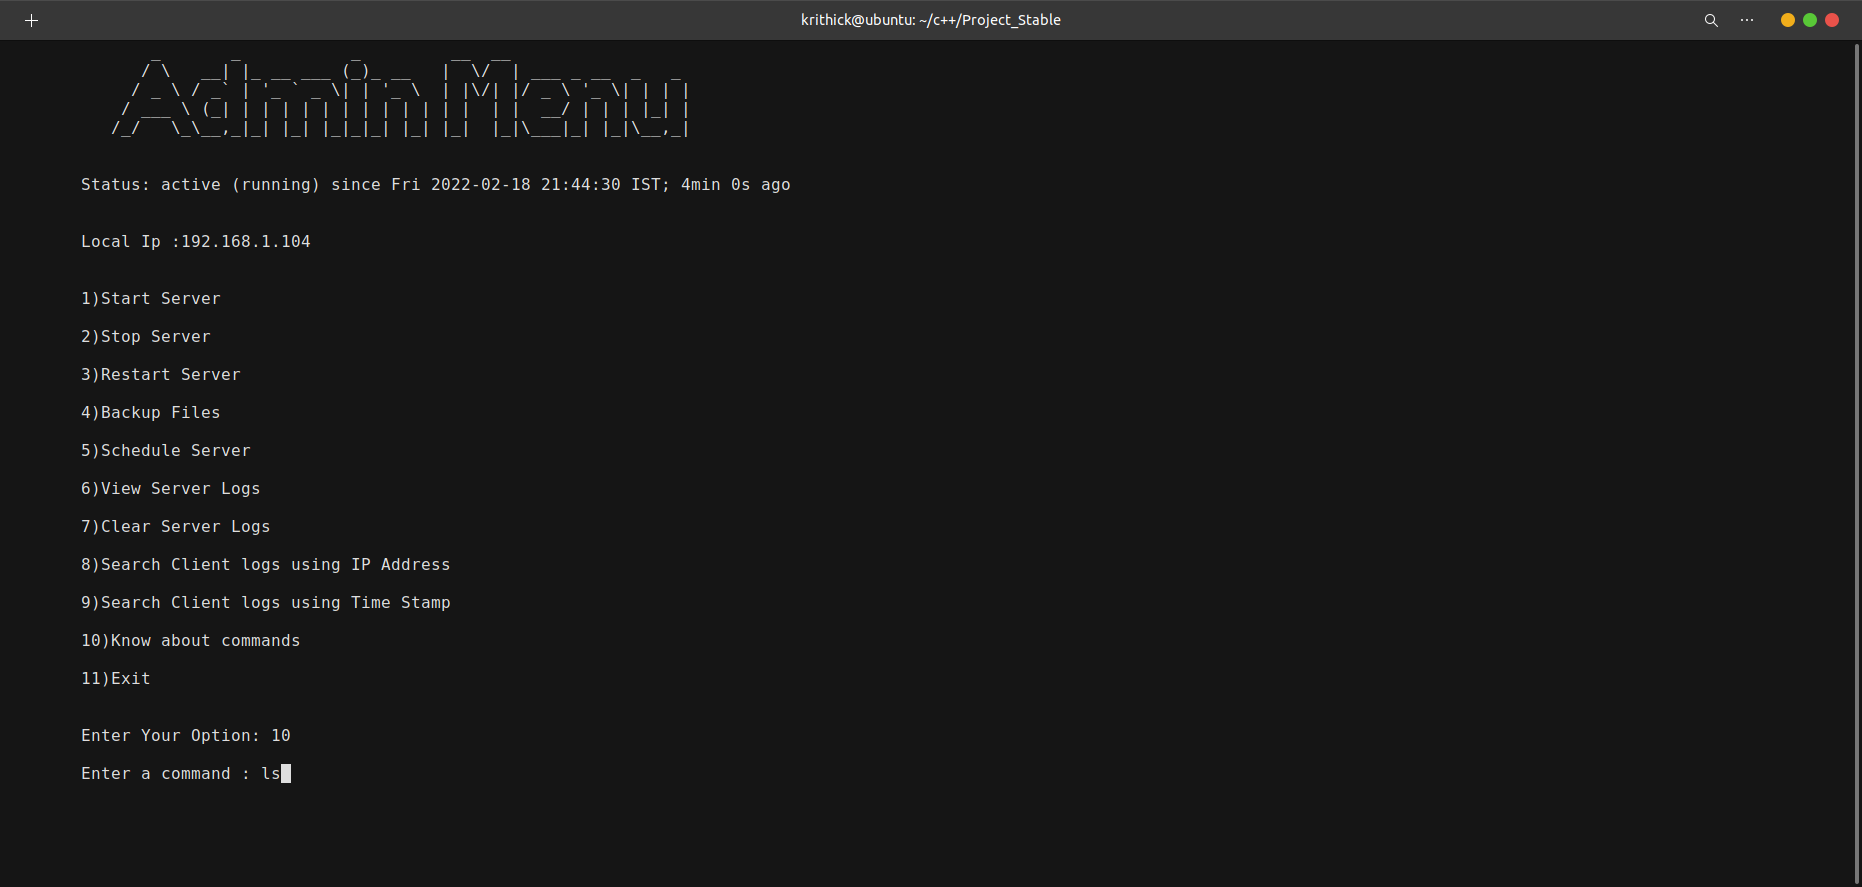 krithick@ubuntu: ~/c++/Project_Stable
Admin Menu
Status: active (running) since Fri 2022-02-18 21:44:30 IST; 4min 0s ago
Local Ip :192.168.1.104
1)Start Server
2)Stop Server
3)Restart Server
4)Backup Files
5)Schedule Server
6)View Server Logs
7)Clear Server Logs
8)Search Client logs using IP Address
9)Search Client logs using Time Stamp
10)Know about commands
11)Exit
Enter Your Option: 10
Enter a command : ls